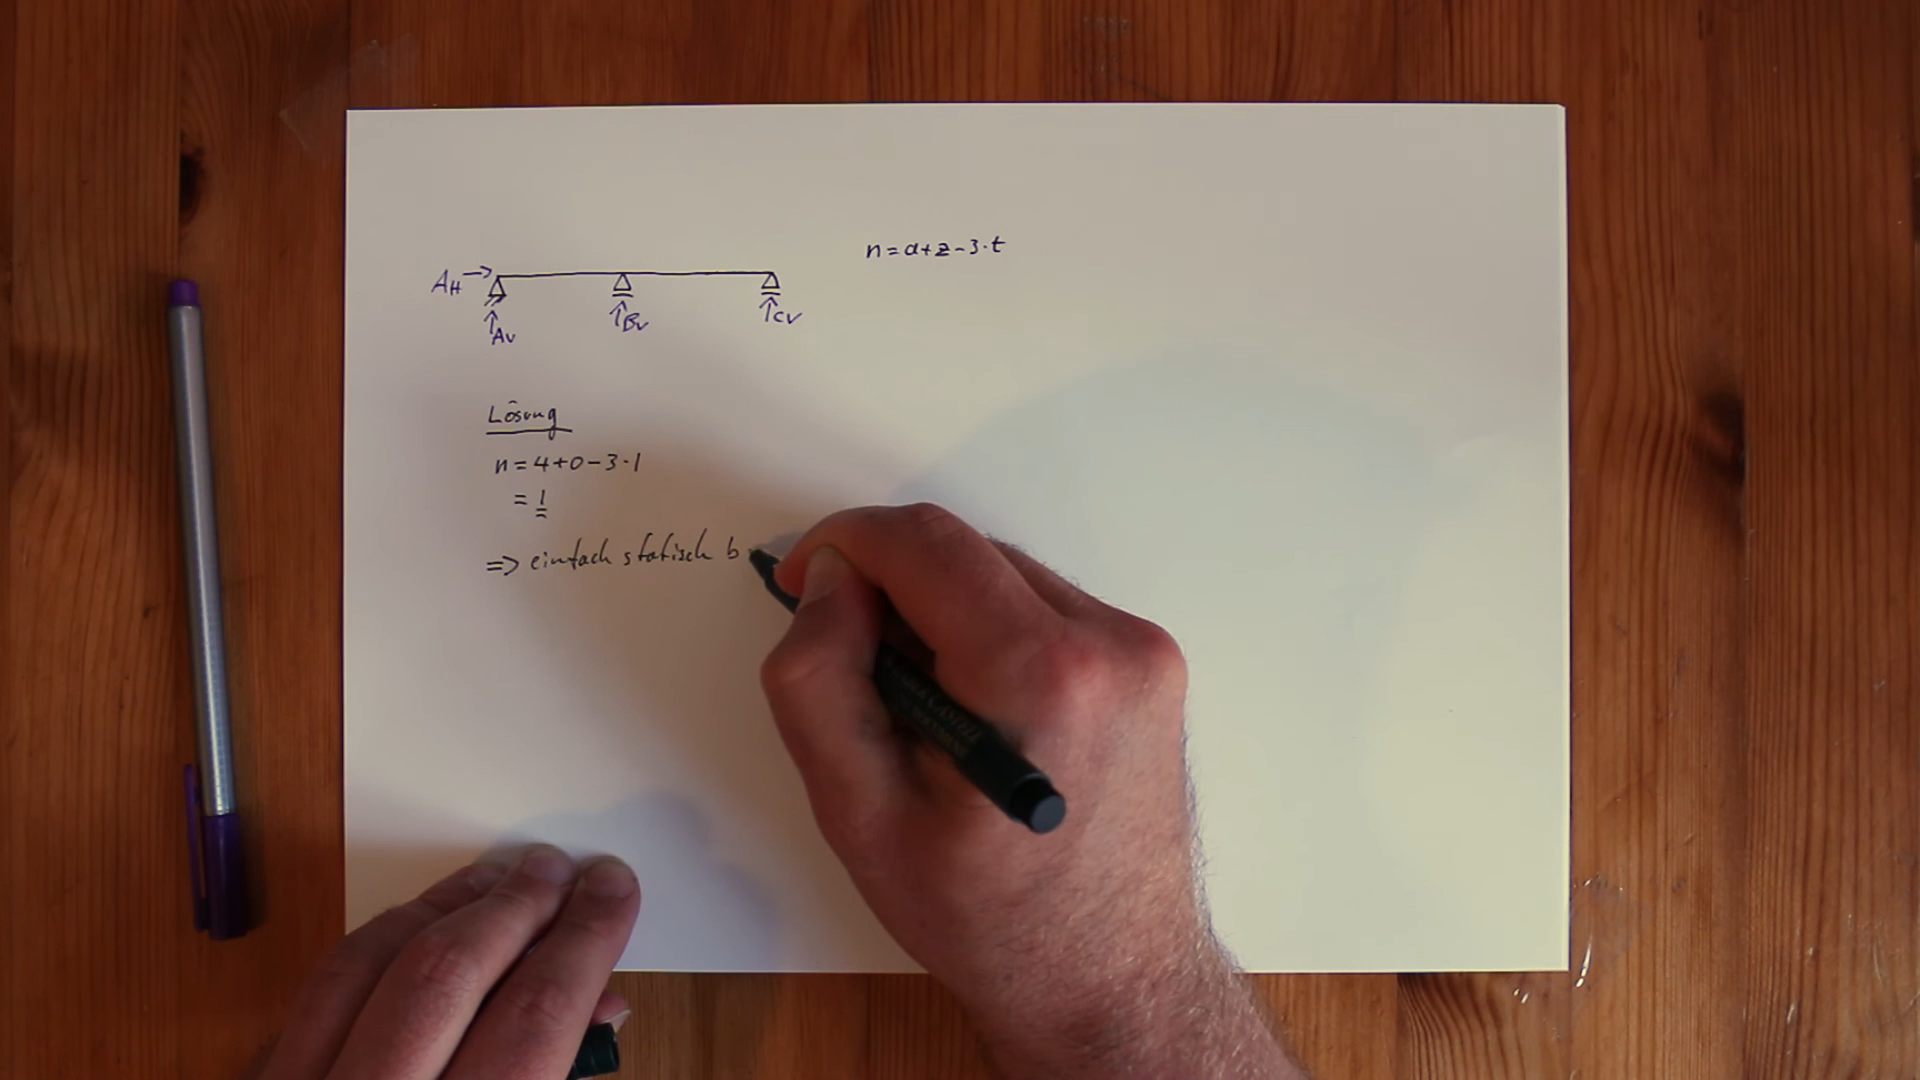 n=a+z-3·t
AH→
↑Av
↑Bv
↑Cv
Lösung
n=4+0-3·1
=1
=> einfach statisch b